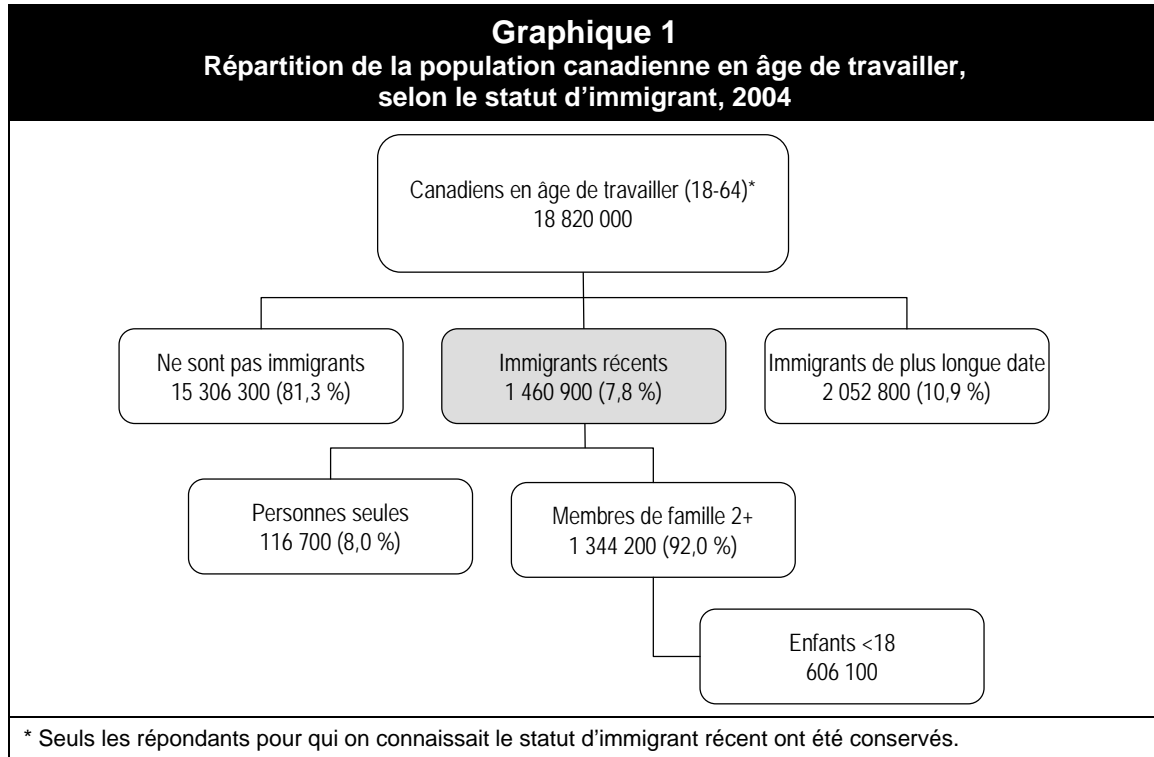 Graphique 1
Répartition de la population canadienne en âge de travailler,
selon le statut d’immigrant, 2004
Canadiens en âge de travailler (18-64)*
18 820 000
Ne sont pas immigrants
15 306 300 (81,3 %)
Immigrants récents
1 460 900 (7,8 %)
Immigrants de plus longue date
2 052 800 (10,9 %)
Personnes seules
116 700 (8,0 %)
Membres de famille 2+
1 344 200 (92,0 %)
Enfants <18
606 100
* Seuls les répondants pour qui on connaissait le statut d’immigrant récent ont été conservés.